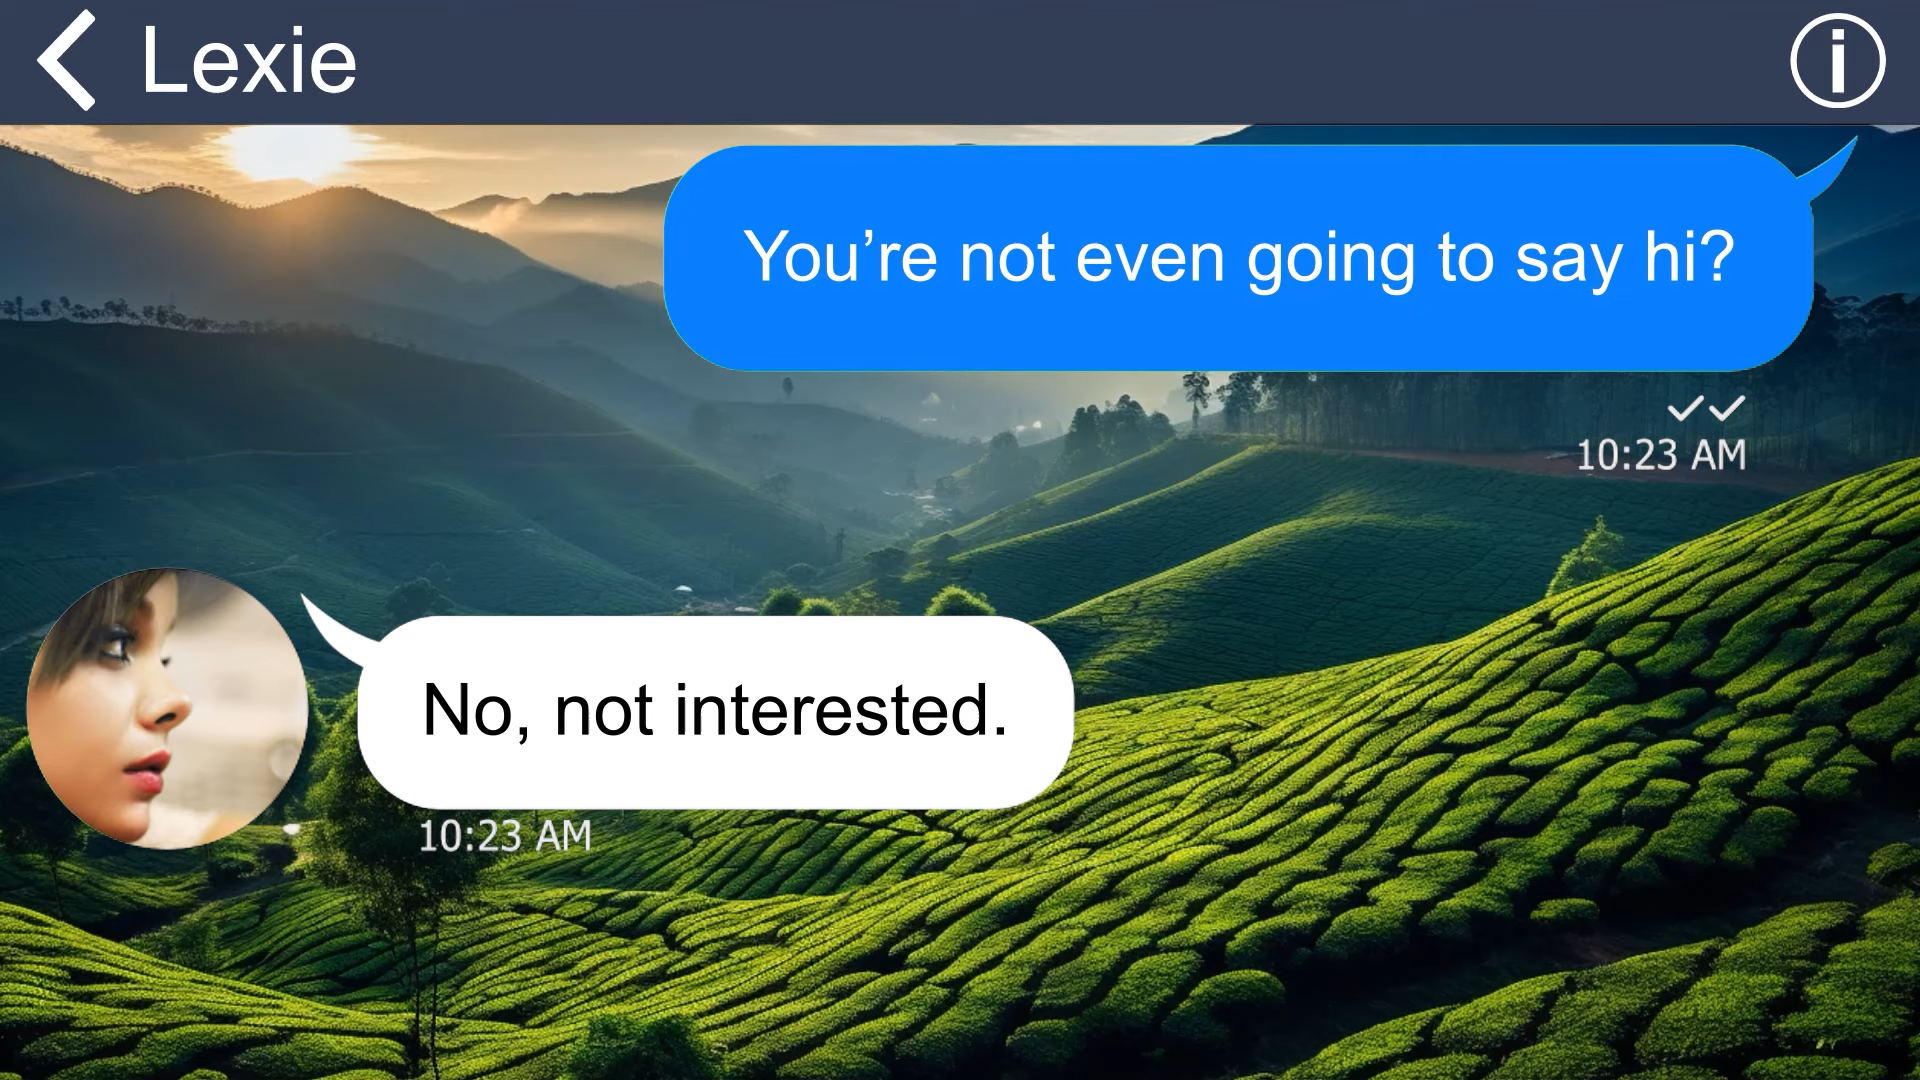 Lexie
You’re not even going to say hi?
10:23 AM
No, not interested.
10:23 AM